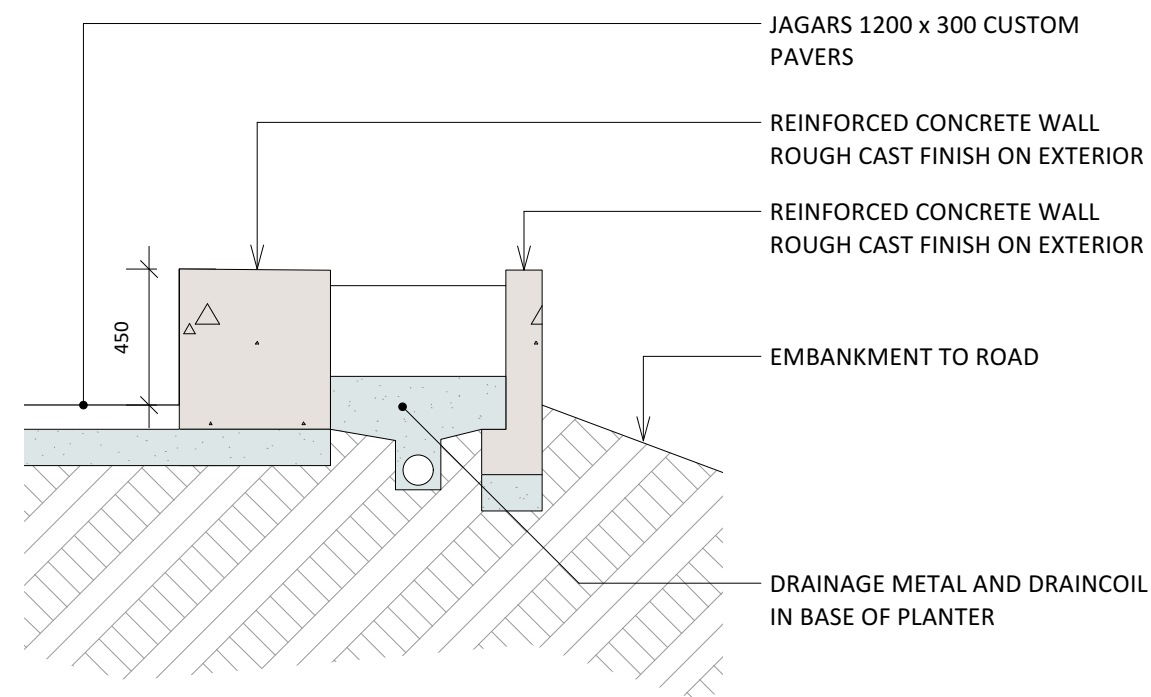 JAGARS 1200 x 300 CUSTOM
PAVERS
REINFORCED CONCRETE WALL
ROUGH CAST FINISH ON EXTERIOR
REINFORCED CONCRETE WALL
ROUGH CAST FINISH ON EXTERIOR
450
EMBANKMENT TO ROAD
DRAINAGE METAL AND DRAINCOIL
IN BASE OF PLANTER